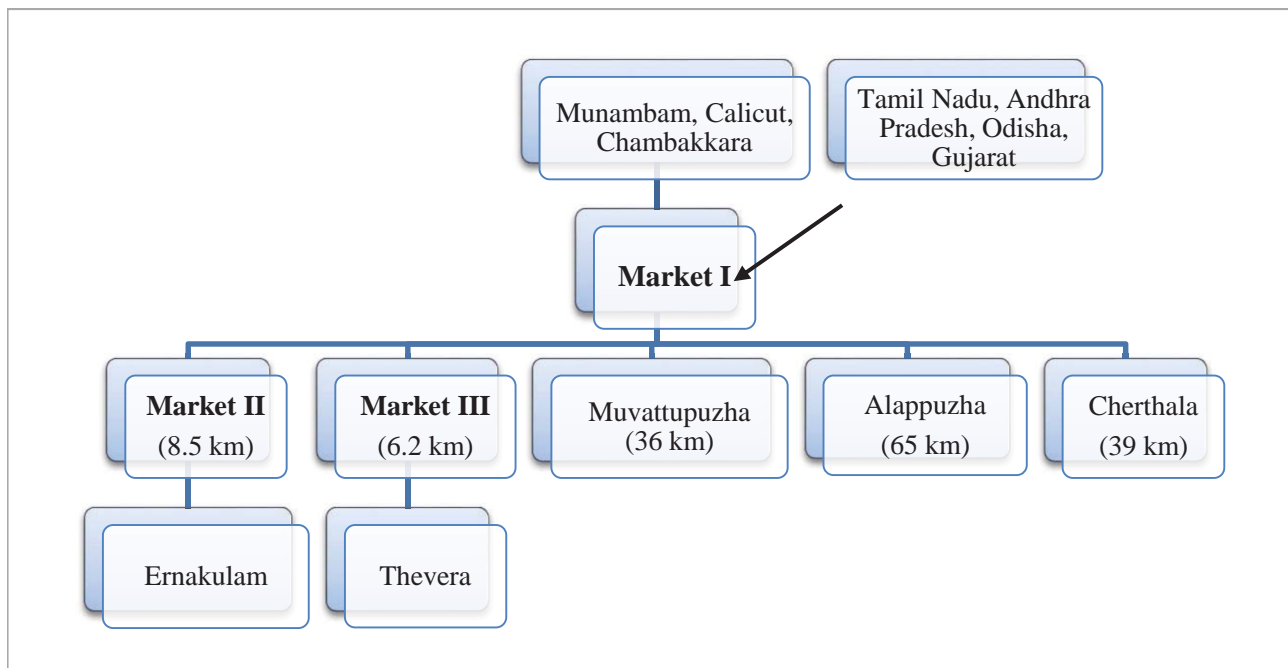 Munambam, Calicut,
Chambakkara
Tamil Nadu, Andhra
Pradesh, Odisha,
Gujarat
Market I
Market II
(8.5 km)
Market III
(6.2 km)
Muvattupuzha
(36 km)
Alappuzha
(65 km)
Cherthala
(39 km)
Ernakulam
Thevera